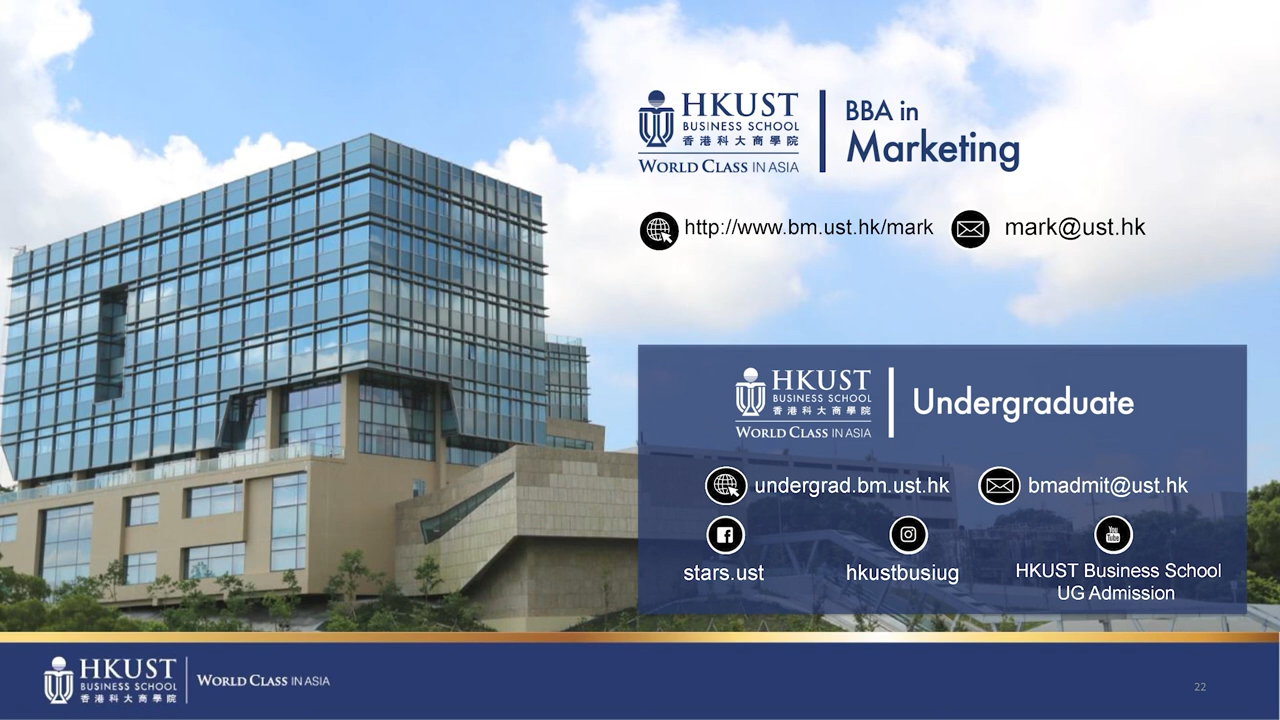 HKUST
BUSINESS SCHOOL
香港科大商學院
WORLD CLASS IN ASIA
BBA in
Marketing
http://www.bm.ust.hk/mark
mark@ust.hk
HKUST
BUSINESS SCHOOL
香港科大商學院
WORLD CLASS IN ASIA
Undergraduate
undergrad.bm.ust.hk
bmadmit@ust.hk
You
Tube
stars.ust
hkustbusiug
HKUST Business School
UG Admission
HKUST
BUSINESS SCHOOL
香港科大商學院
WORLD CLASS IN ASIA
22